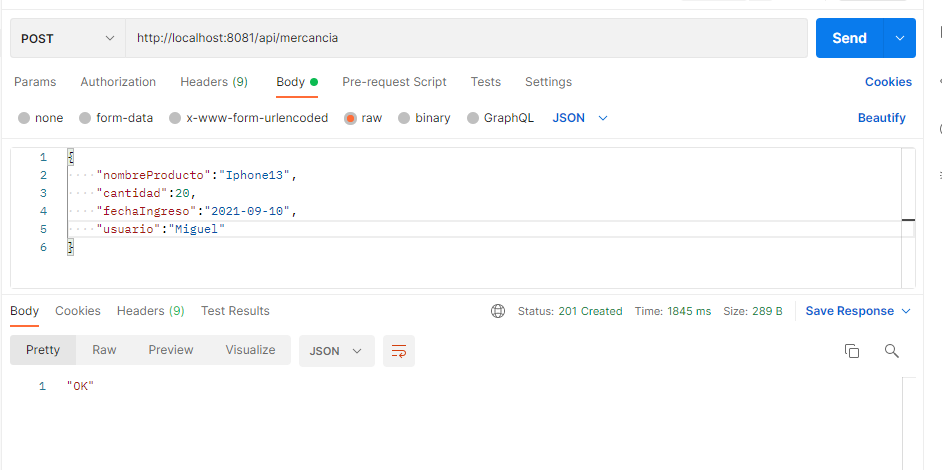 POST http://localhost:8081/api/mercancia Send
Params Authorization Headers (9) Body Pre-request Script Tests Settings Cookies
none form-data x-www-form-urlencoded raw binary GraphQL JSON Beautify
1 {
2 "nombreProducto":"Iphone13",
3 "cantidad":20,
4 "fechaIngreso":"2021-09-10",
5 "usuario":"Miguel"
6 }
Body Cookies Headers (9) Test Results Status: 201 Created Time: 1845 ms Size: 289 B Save Response
Pretty Raw Preview Visualize JSON
1 "OK"